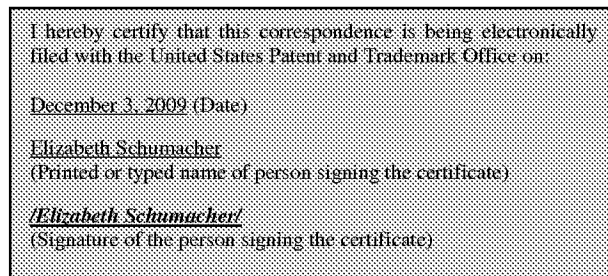 I hereby certify that this correspondence is being electronically
filed with the United States Patent and Trademark Office on:
December 3, 2009 (Date)
Elizabeth Schumacher
(Printed or typed name of person signing the certificate)
/Elizabeth Schumacher/
(Signature of the person signing the certificate)